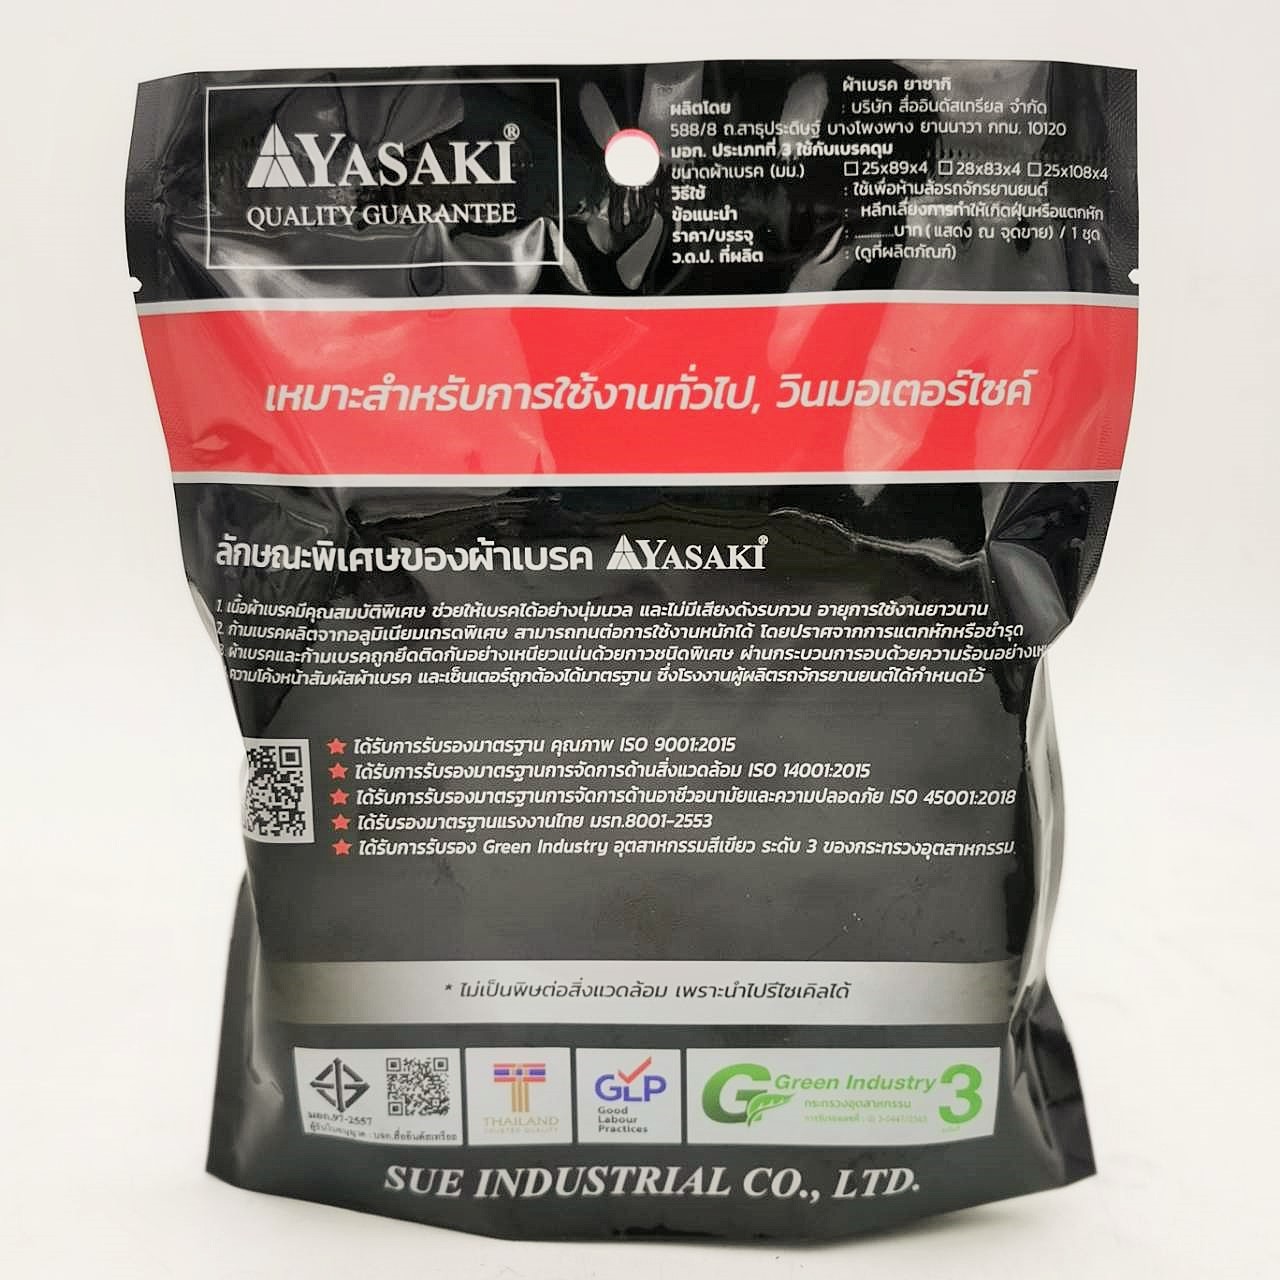 YASAKI®
QUALITY GUARANTEE
ผ้าเบรค ยาซากิ
ผลิตโดย : บริษัท สื่ออินดัสเทรียล จำกัด
588/8 ถ.สาธุประดิษฐ์ บางโพงพาง ยานนาวา กทม. 10120
มอก. ประเภทที่ 3 ใช้กับเบรคดุม
ขนาดผ้าเบรค (มม.) ☐ 25x89x4 ☐ 28x83x4 ☐ 25x108x4
วิธีใช้ : ใช้เพื่อห้ามล้อรถจักรยานยนต์
ข้อแนะนำ : หลีกเลี่ยงการทำให้เกิดฝุ่นหรือแตกหัก
ราคา/บรรจุ : ............บาท ( แสดง ณ จุดขาย) / 1 ชุด
ว.ด.ป. ที่ผลิต : (ดูที่ผลิตภัณฑ์)
เหมาะสำหรับการใช้งานทั่วไป, วินมอเตอร์ไซค์
ลักษณะพิเศษของผ้าเบรค YASAKI®
1. เนื้อผ้าเบรคมีคุณสมบัติพิเศษ ช่วยให้เบรคได้อย่างนุ่มนวล และไม่มีเสียงดังรบกวน อายุการใช้งานยาวนาน
2. ก้ามเบรคผลิตจากอลูมิเนียมเกรดพิเศษ สามารถทนต่อการใช้งานหนักได้ โดยปราศจากการแตกหักหรือชำรุด
3. ผ้าเบรคและก้ามเบรคถูกยึดติดกันอย่างเหนียวแน่นด้วยกาวชนิดพิเศษ ผ่านกระบวนการอบด้วยความร้อนอย่าง
ความโค้งหน้าสัมผัสผ้าเบรค และเซ็นเตอร์ถูกต้องได้มาตรฐาน ซึ่งโรงงานผู้ผลิตรถจักรยานยนต์ได้กำหนดไว้
★ ได้รับการรับรองมาตรฐาน คุณภาพ ISO 9001:2015
★ ได้รับการรับรองมาตรฐานการจัดการด้านสิ่งแวดล้อม ISO 14001:2015
★ ได้รับการรับรองมาตรฐานการจัดการด้านอาชีวอนามัยและความปลอดภัย ISO 45001:2018
★ ได้รับรองมาตรฐานแรงงานไทย มรท.8001-2553
★ ได้รับการรับรอง Green Industry อุตสาหกรรมสีเขียว ระดับ 3 ของกระทรวงอุตสาหกรรม
* ไม่เป็นพิษต่อสิ่งแวดล้อม เพราะนำไปรีไซเคิลได้
มอก.97-2557
ผู้รับใบอนุญาต : บจก.สื่ออินดัสเทรียล
THAILAND
TRUSTED QUALITY
GLP
Good
Labour
Practices
G Green Industry 3
กระทรวงอุตสาหกรรม
SUE INDUSTRIAL CO., LTD.